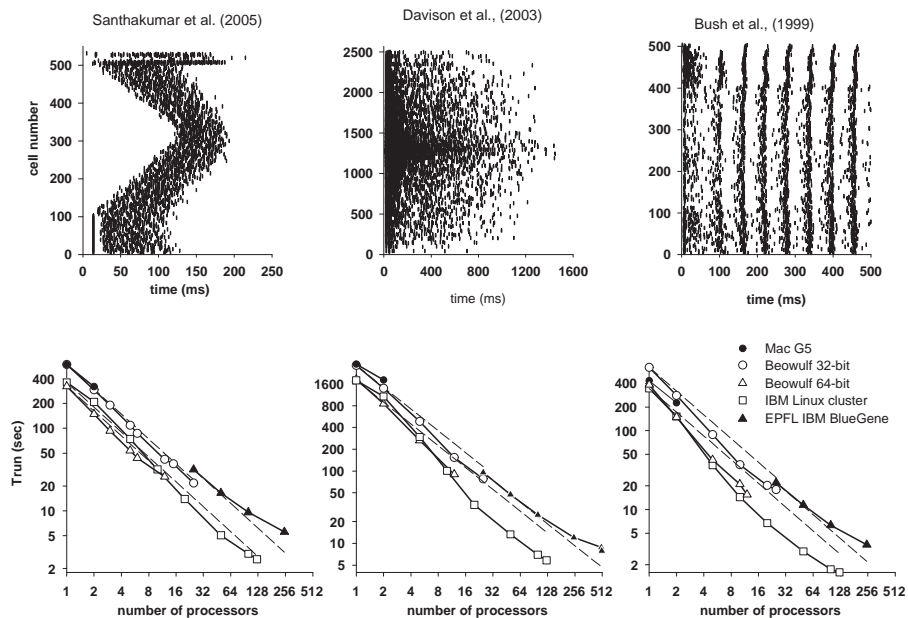 Santhakumar et al. (2005)
Davison et al., (2003)
Bush et al., (1999)
cell number
500
400
300
200
100
0
0 50 100 150 200 250
time (ms)
2500
2000
1500
1000
500
0
0 400 800 1200 1600
time (ms)
500
400
300
200
100
0
0 100 200 300 400 500
time (ms)
Mac G5
Beowulf 32-bit
Beowulf 64-bit
IBM Linux cluster
EPFL IBM BlueGene
Trun (sec)
400
200
100
50
20
10
5
2
1 2 4 8 16 32 64 128 256 512
number of processors
1600
800
400
200
100
50
20
10
5
1 2 4 8 16 32 64 128 256 512
number of processors
400
200
100
50
20
10
5
2
1 2 4 8 16 32 64 128 256 512
number of processors